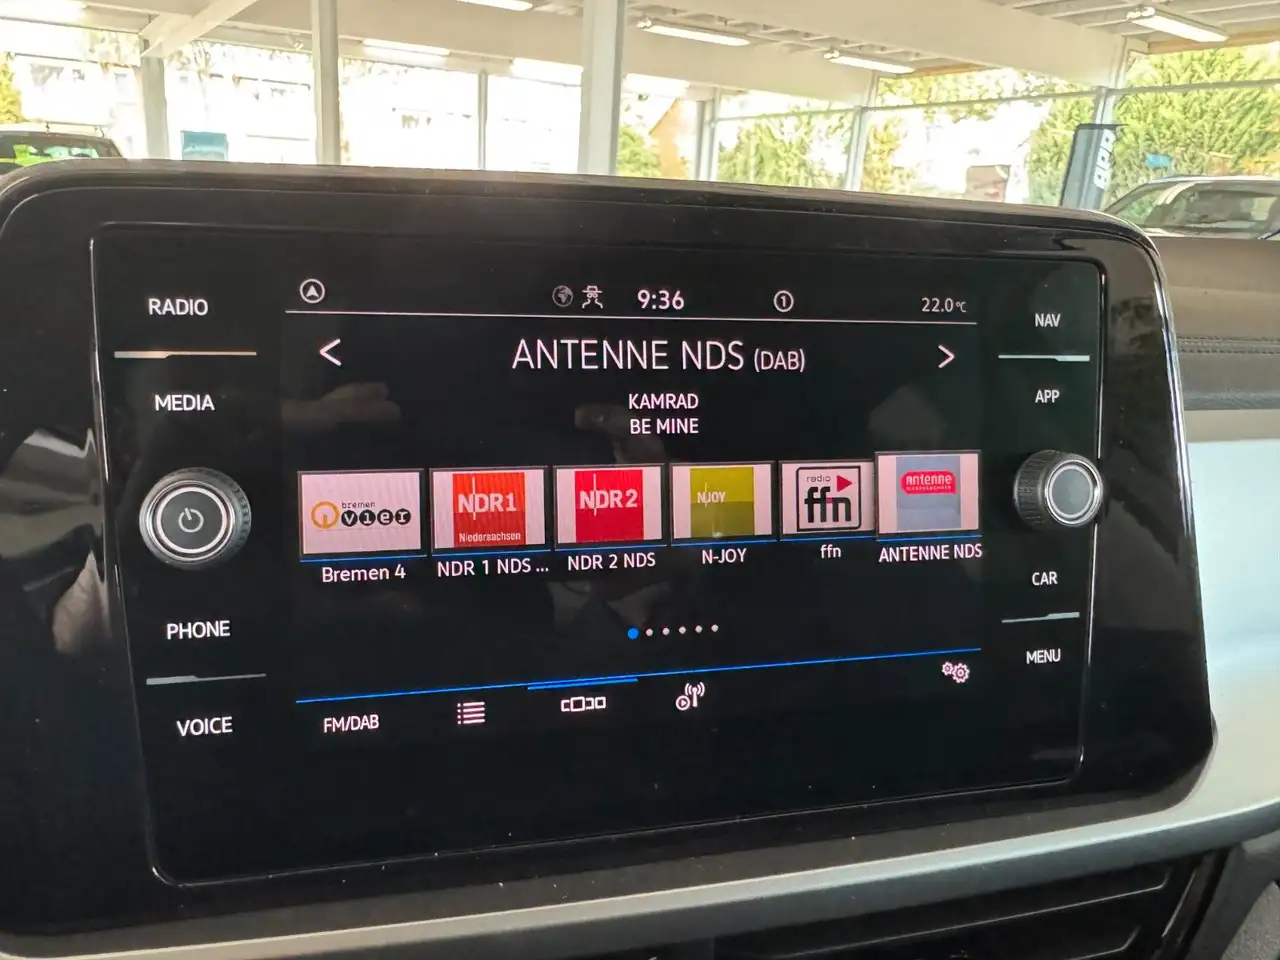 RADIO
MEDIA
PHONE
VOICE
9:36
1
22.0°C
< ANTENNE NDS (DAB) >
KAMRAD
BE MINE
bremen
vier
NDR1
Niedersachsen
NDR2
NJOY
radio
ffn
antenne
Bremen 4
NDR 1 NDS ...
NDR 2 NDS
N-JOY
ffn
ANTENNE NDS
FM/DAB
NAV
APP
CAR
MENU